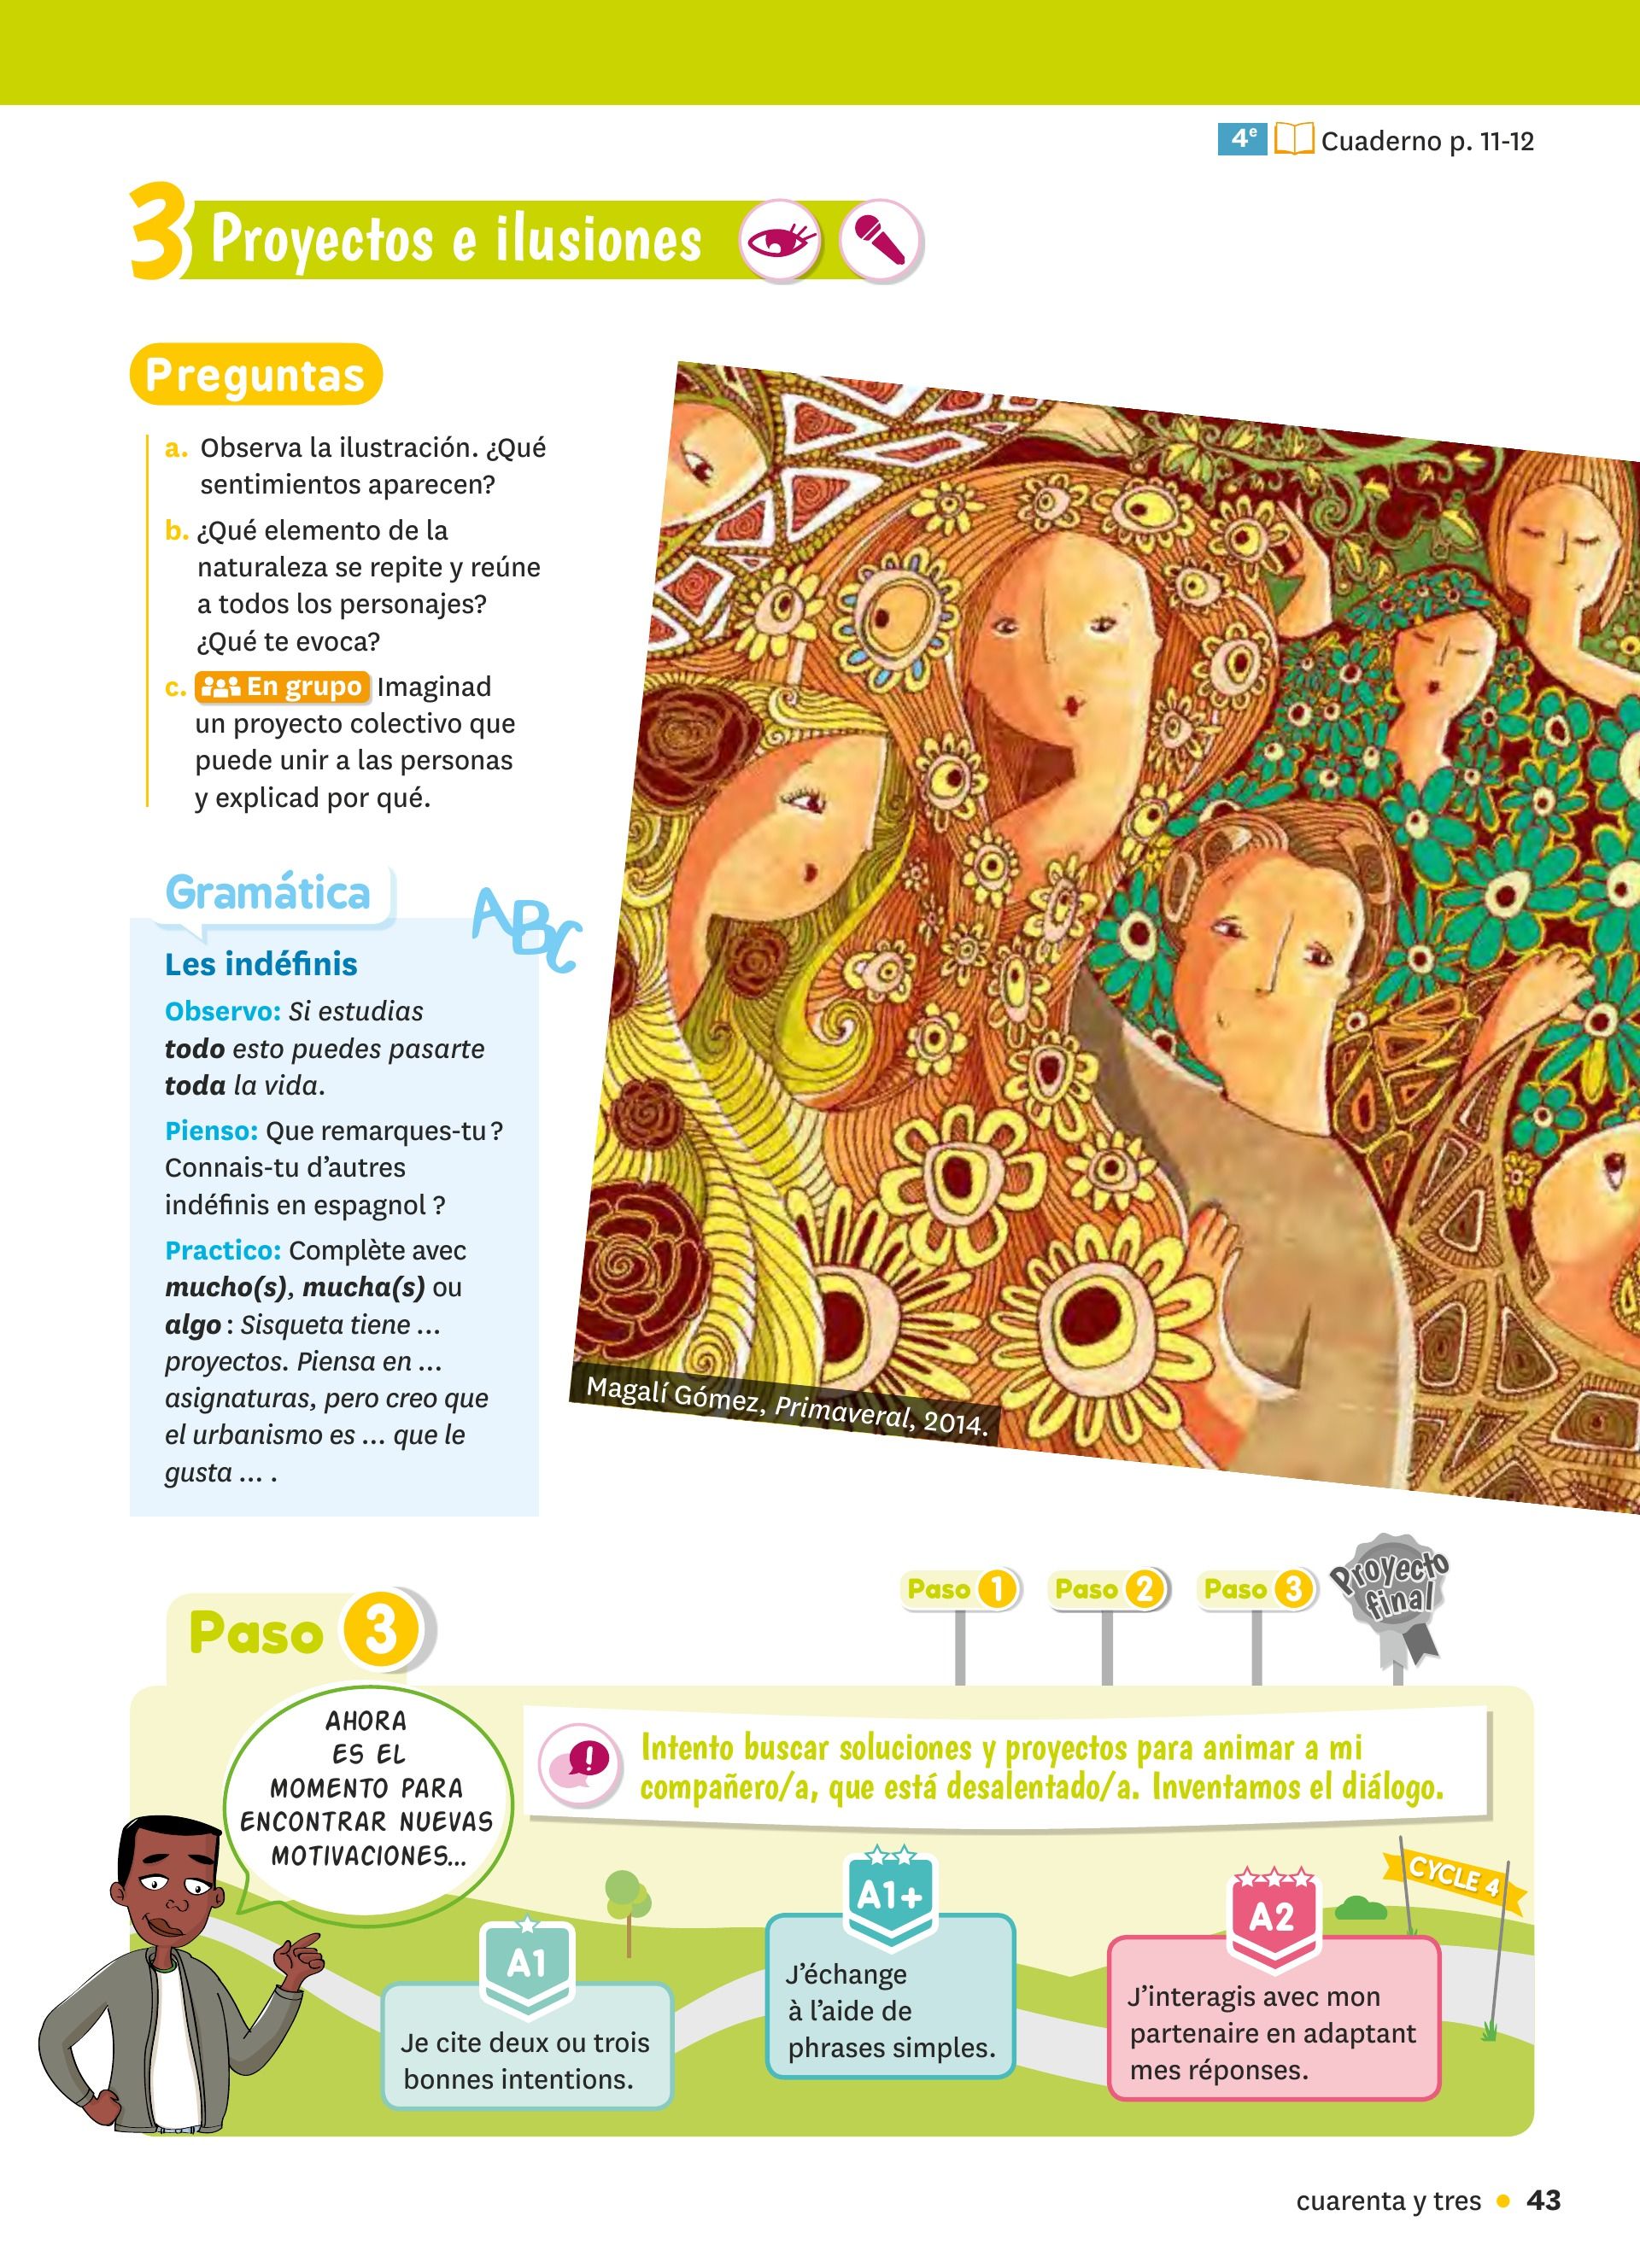 4e Cuaderno p. 11-12
3 Proyectos e ilusiones
Preguntas
a. Observa la ilustración. ¿Qué
sentimientos aparecen?
b. ¿Qué elemento de la
naturaleza se repite y reúne
a todos los personajes?
¿Qué te evoca?
c. En grupo Imaginad
un proyecto colectivo que
puede unir a las personas
y explicad por qué.
Gramática
ABC
Les indéfinis
Observo: Si estudias
todo esto puedes pasarte
toda la vida.
Pienso: Que remarques-tu ?
Connais-tu d'autres
indéfinis en espagnol ?
Practico: Complète avec
mucho(s), mucha(s) ou
algo : Sisqueta tiene ...
proyectos. Piensa en ...
asignaturas, pero creo que
el urbanismo es ... que le
gusta ... .
Magalí Gómez, Primaveral, 2014.
Paso 1
Paso 2
Paso 3
Proyecto
final
Paso 3
AHORA
ES EL
MOMENTO PARA
ENCONTRAR NUEVAS
MOTIVACIONES...
Intento buscar soluciones y proyectos para animar a mi
compañero/a, que está desalentado/a. Inventamos el diálogo.
A1
Je cite deux ou trois
bonnes intentions.
A1+
J'échange
à l'aide de
phrases simples.
A2
J'interagis avec mon
partenaire en adaptant
mes réponses.
CYCLE 4
cuarenta y tres • 43